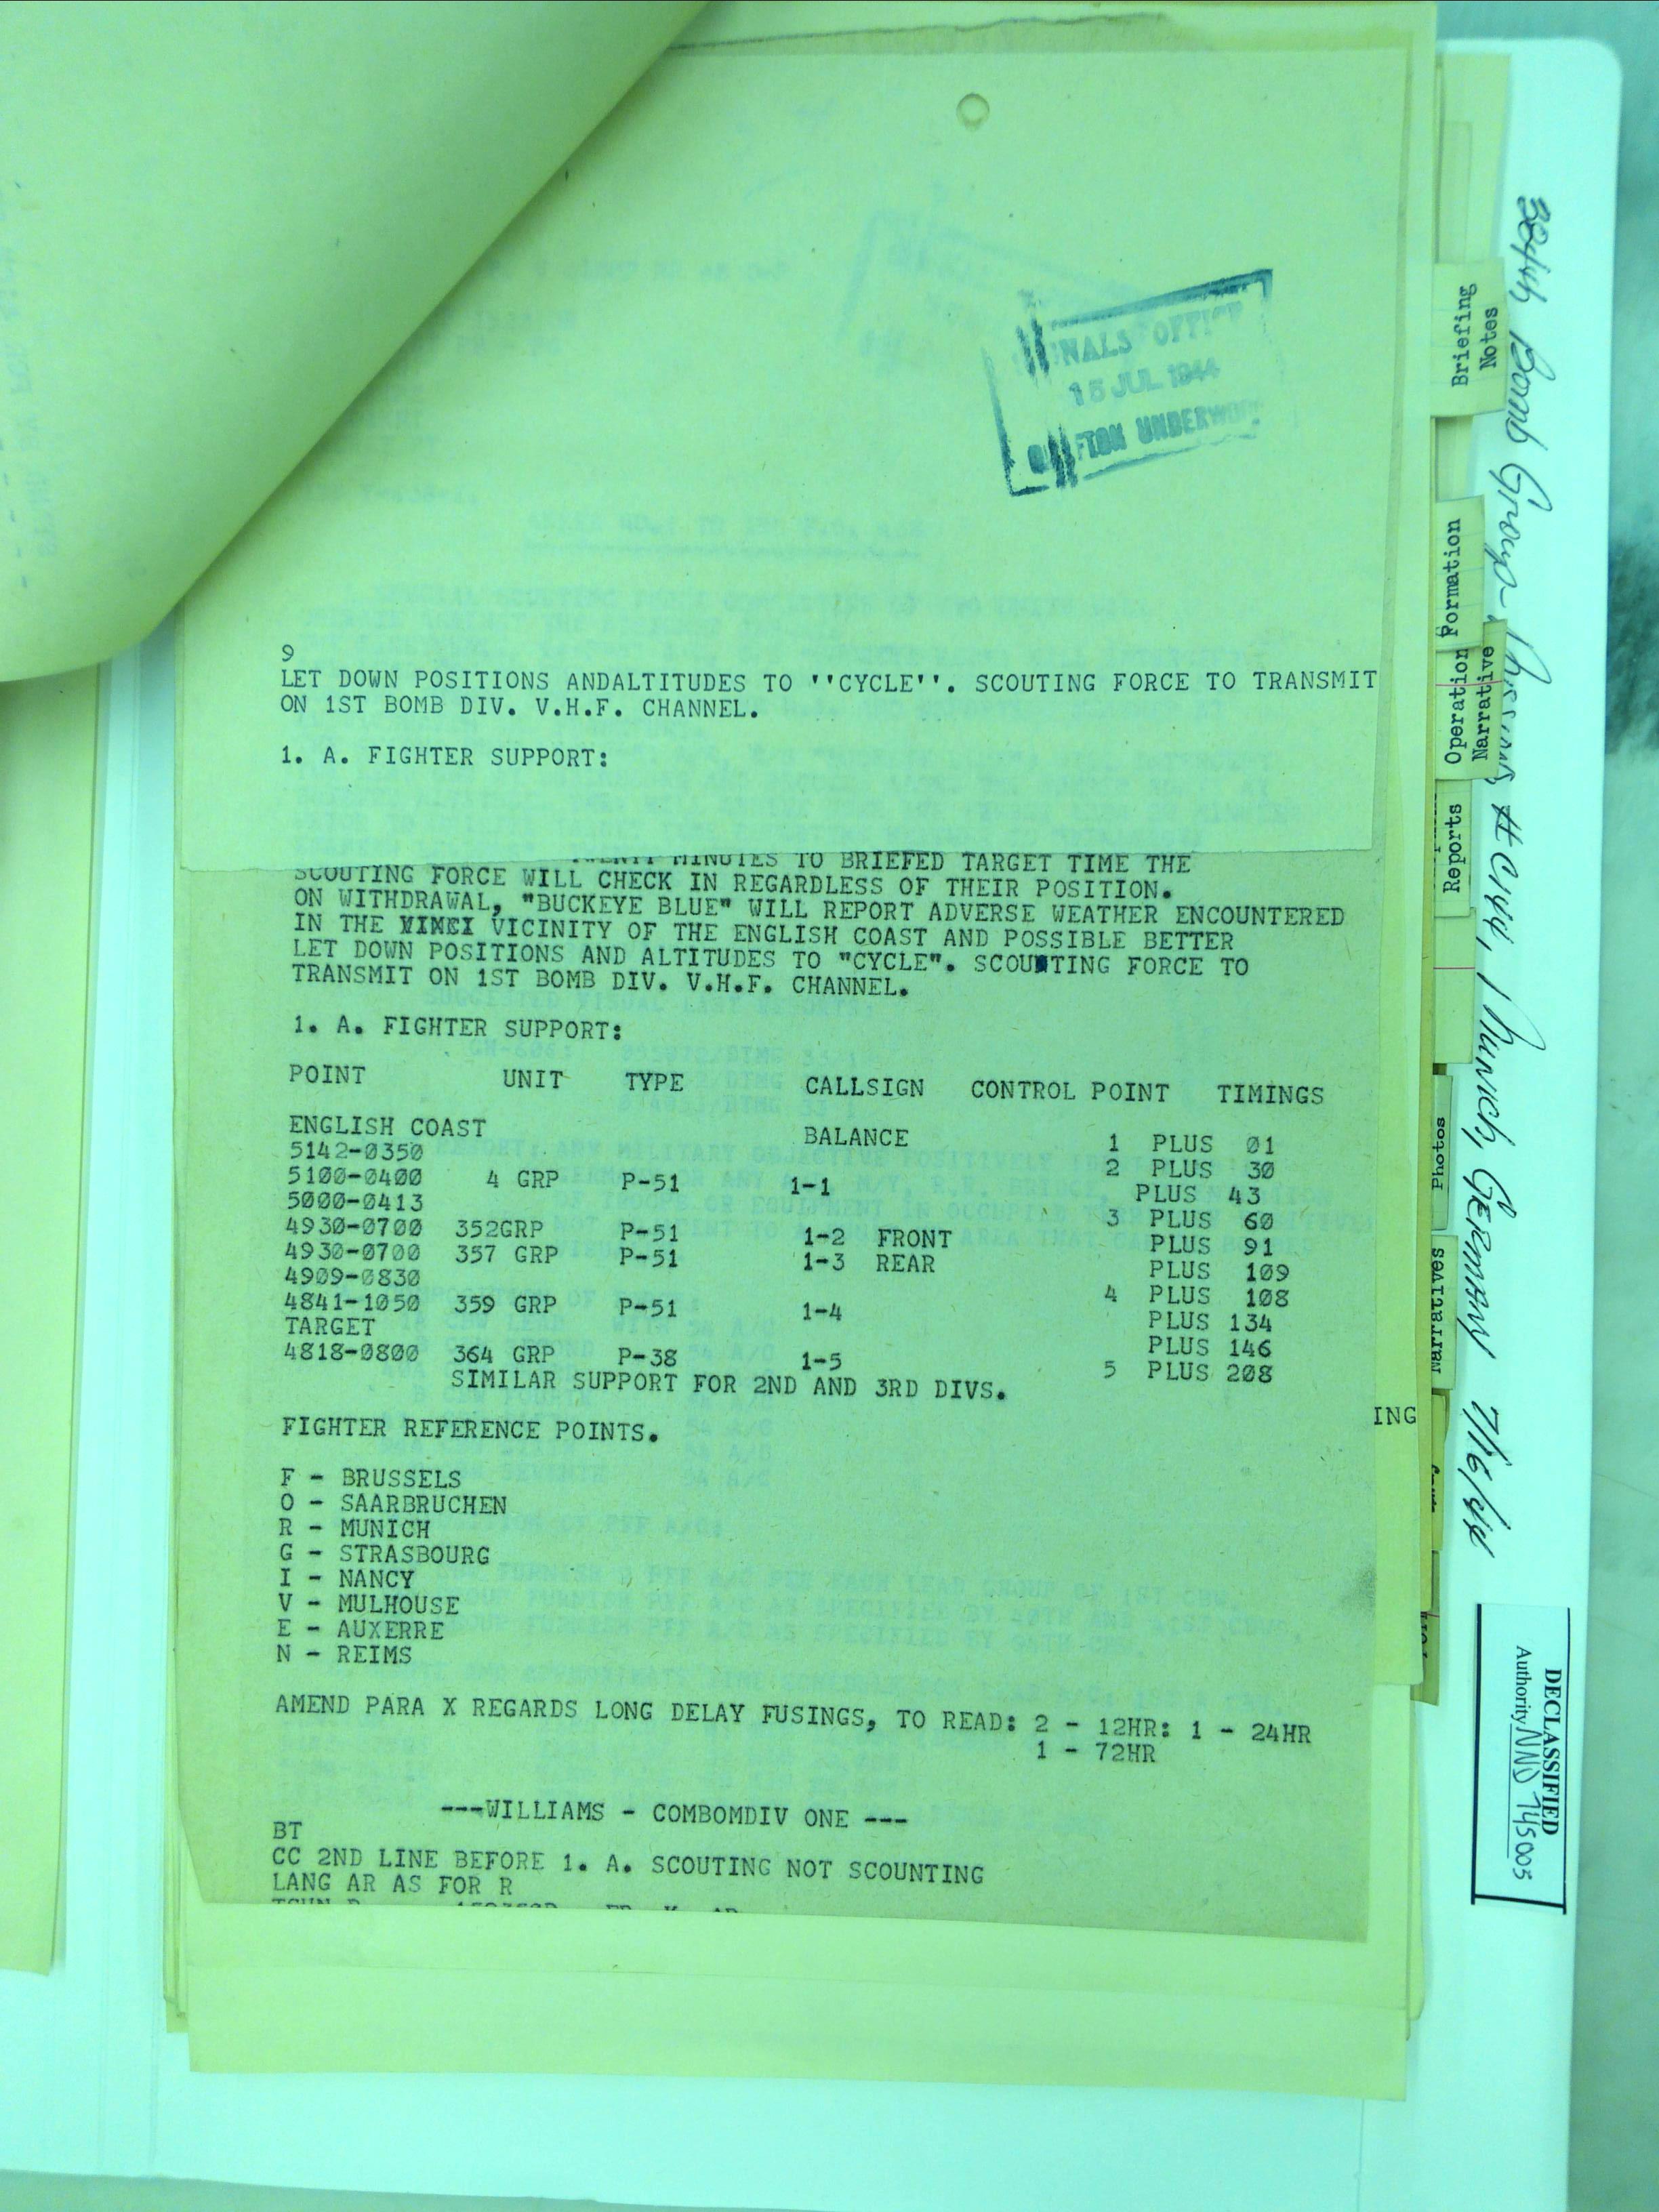 NALS OFFICE
15 JUL 1944
FTON UNDERWOO
9
LET DOWN POSITIONS ANDALTITUDES TO ''CYCLE''. SCOUTING FORCE TO TRANSMIT
ON 1ST BOMB DIV. V.H.F. CHANNEL.
1. A. FIGHTER SUPPORT:
MINUTES TO BRIEFED TARGET TIME THE
SCOUTING FORCE WILL CHECK IN REGARDLESS OF THEIR POSITION.
ON WITHDRAWAL, "BUCKEYE BLUE" WILL REPORT ADVERSE WEATHER ENCOUNTERED
IN THE VICINITY OF THE ENGLISH COAST AND POSSIBLE BETTER
LET DOWN POSITIONS AND ALTITUDES TO "CYCLE". SCOUNTING FORCE TO
TRANSMIT ON 1ST BOMB DIV. V.H.F. CHANNEL.
1. A. FIGHTER SUPPORT:
POINT UNIT TYPE CALLSIGN CONTROL POINT TIMINGS
ENGLISH COAST BALANCE 1 PLUS 01
5142-0350 2 PLUS 30
5100-0400 4 GRP P-51 1-1 PLUS 43
5000-0413 3 PLUS 60
4930-0700 352GRP P-51 1-2 FRONT PLUS 91
4930-0700 357 GRP P-51 1-3 REAR PLUS 109
4909-0830 4 PLUS 108
4841-1050 359 GRP P-51 1-4 PLUS 134
TARGET PLUS 146
4818-0800 364 GRP P-38 1-5 5 PLUS 208
SIMILAR SUPPORT FOR 2ND AND 3RD DIVS.
ING
FIGHTER REFERENCE POINTS.
F - BRUSSELS
O - SAARBRUCHEN
R - MUNICH
G - STRASBOURG
I - NANCY
V - MULHOUSE
E - AUXERRE
N - REIMS
AMEND PARA X REGARDS LONG DELAY FUSINGS, TO READ: 2 - 12HR: 1 - 24HR
1 - 72HR
---WILLIAMS - COMBOMDIV ONE ---
BT
CC 2ND LINE BEFORE 1. A. SCOUTING NOT SCOUNTING
LANG AR AS FOR R
Briefing
Notes
Formation
Operation
Narrative
Reports
Photos
Narratives
384th Bomb Group, Mission #C144, Munich, Germany 7/16/44
DECLASSIFIED
Authority NND 745005